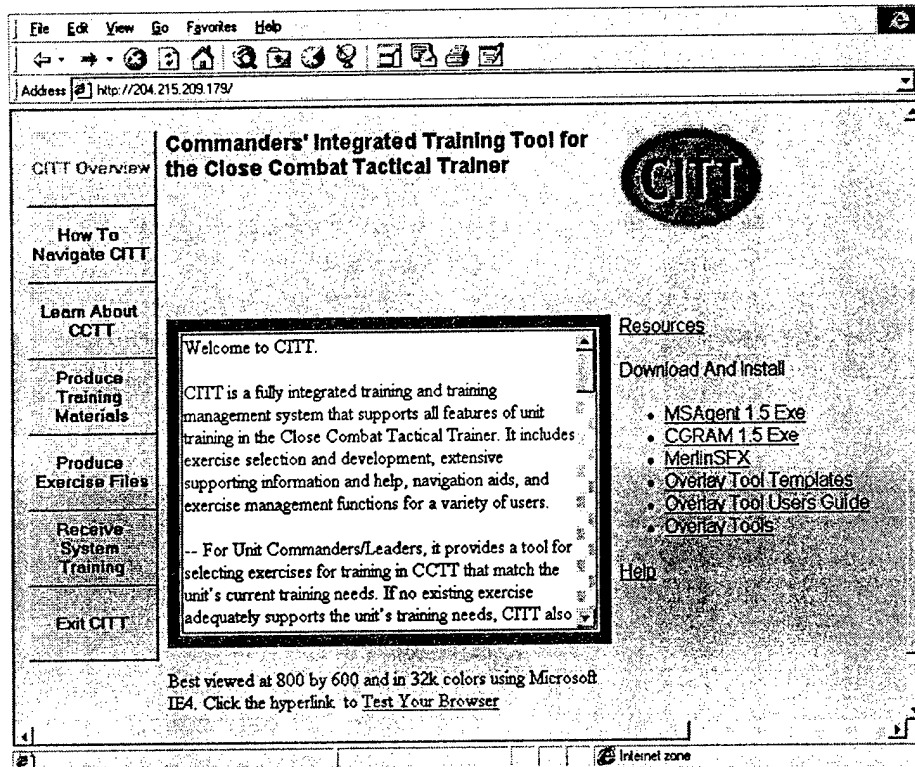 File Edit View Go Favorites Help
Address http://204.215.209.179/
CITT Overview
How To
Navigate CITT
Learn About
CCTT
Produce
Training
Materials
Produce
Exercise Files
Receive
System
Training
Exit CITT
Commanders' Integrated Training Tool for
the Close Combat Tactical Trainer
CITT
Welcome to CITT.
CITT is a fully integrated training and training
management system that supports all features of unit
training in the Close Combat Tactical Trainer. It includes
exercise selection and development, extensive
supporting information and help, navigation aids, and
exercise management functions for a variety of users.
-- For Unit Commanders/Leaders, it provides a tool for
selecting exercises for training in CCTT that match the
unit's current training needs. If no existing exercise
adequately supports the unit's training needs, CITT also
Resources
Download And Install
• MSAgent 1.5 Exe
• CGRAM 1.5 Exe
• MerlinSFX
• Overlay Tool Templates
• Overlay Tool Users Guide
• Overlay Tools
Help
Best viewed at 800 by 600 and in 32k colors using Microsoft
IE4. Click the hyperlink to Test Your Browser
Internet zone